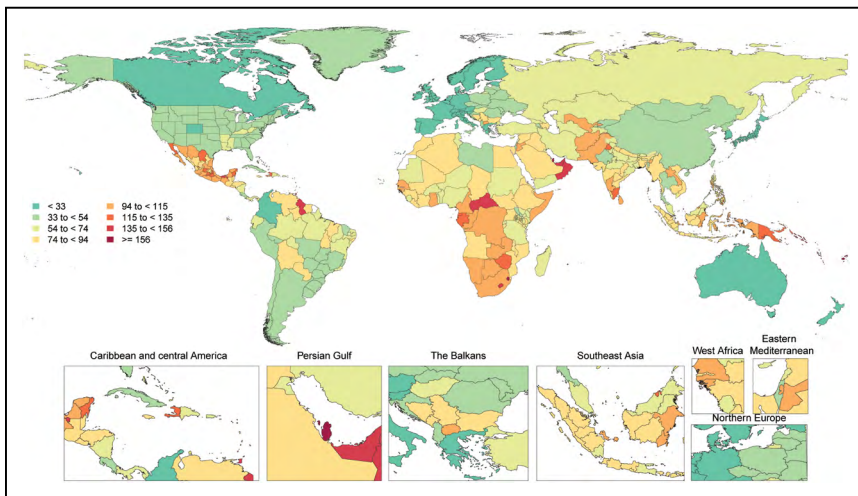 < 33
33 to < 54
54 to < 74
74 to < 94
94 to < 115
115 to < 135
135 to < 156
>= 156
Caribbean and central America
Persian Gulf
The Balkans
Southeast Asia
West Africa
Eastern
Mediterranean
Northern Europe